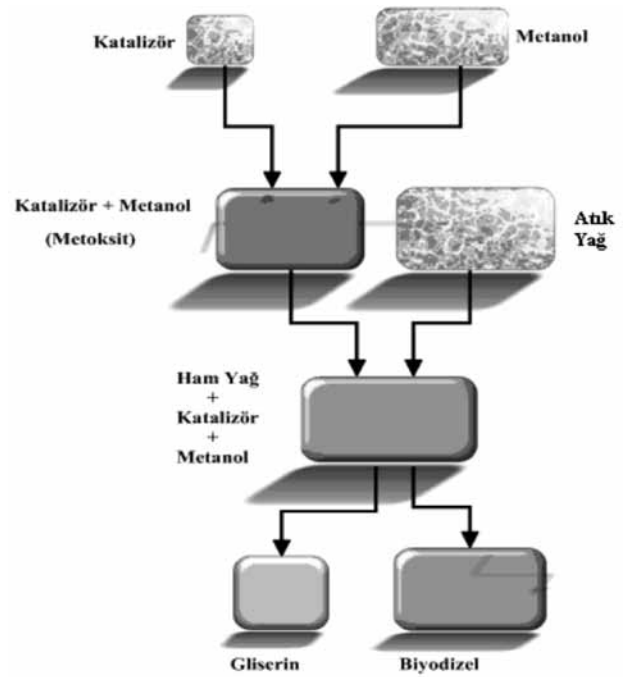 Katalizör
Metanol
Katalizör + Metanol
(Metoksit)
Atık
Yağ
Ham Yağ
+
Katalizör
+
Metanol
Gliserin
Biyodizel